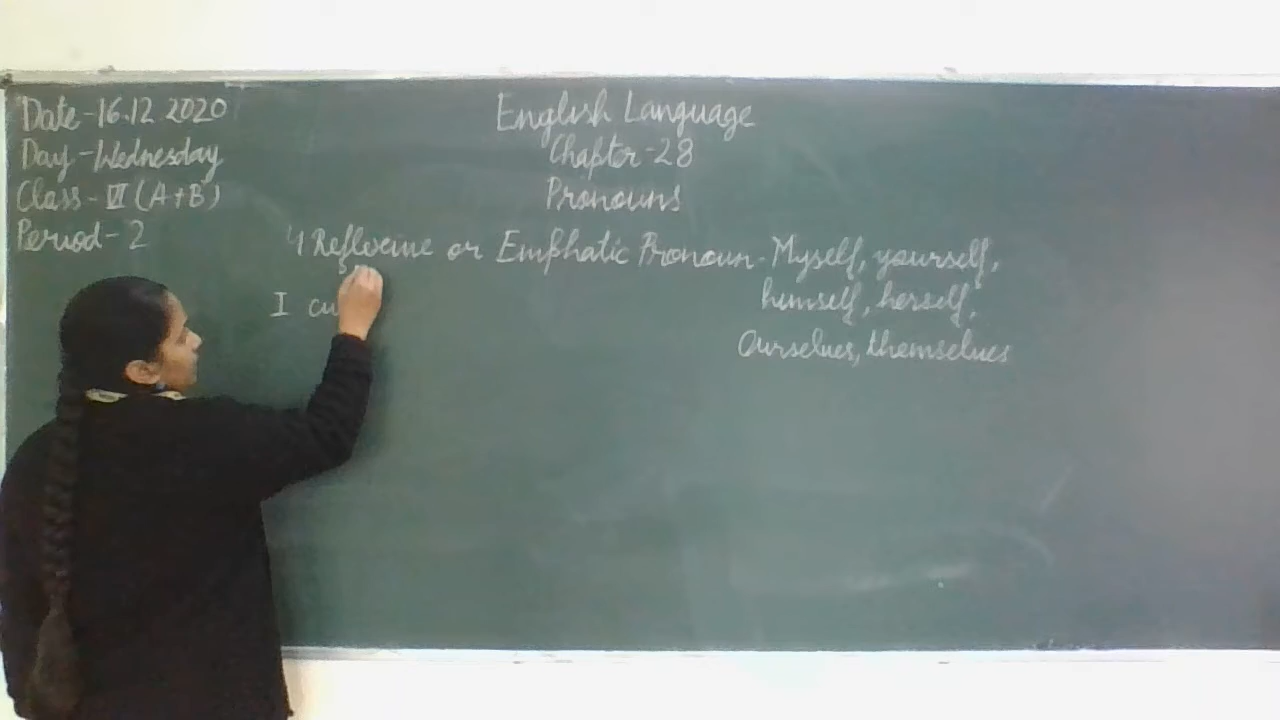 Date-16.12.2020
Day-Wednesday
Class-VI (A+B)
Period-2
English Language
Chapter-28
Pronouns
4 Reflexive or Emphatic Pronoun-Myself, yourself,
himself, herself,
Ourselves, themselves
I cu